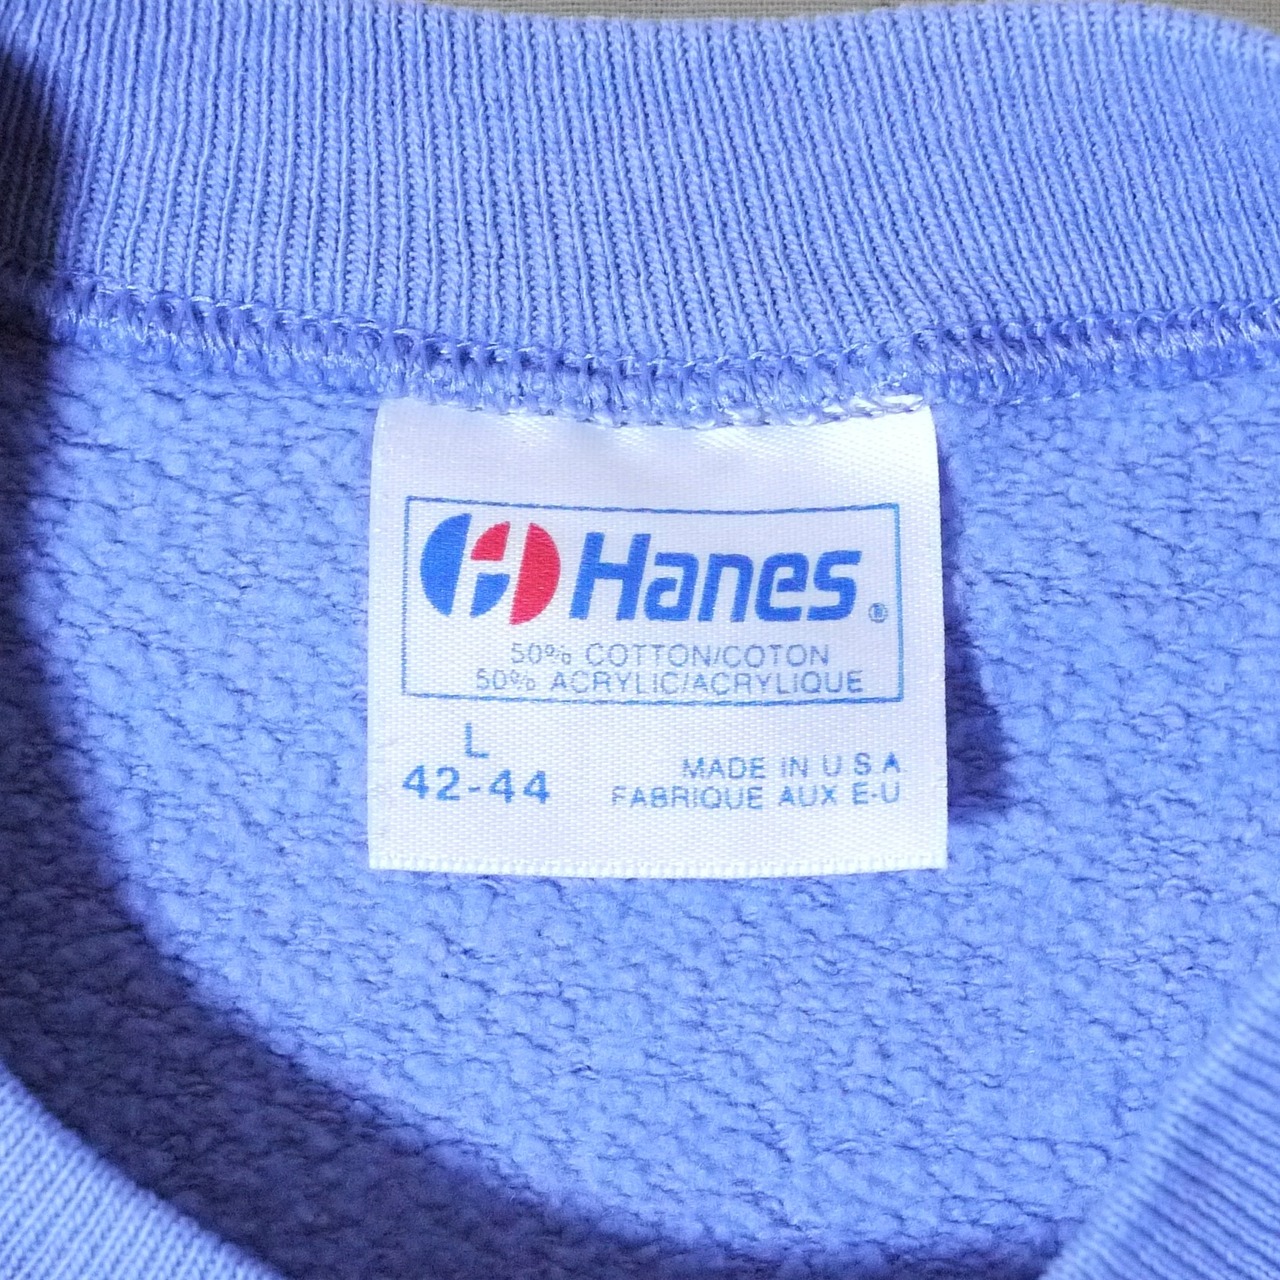 Hanes®
50% COTTON/COTON
50% ACRYLIC/ACRYLIQUE
L
42-44
MADE IN U S A
FABRIQUE AUX E-U